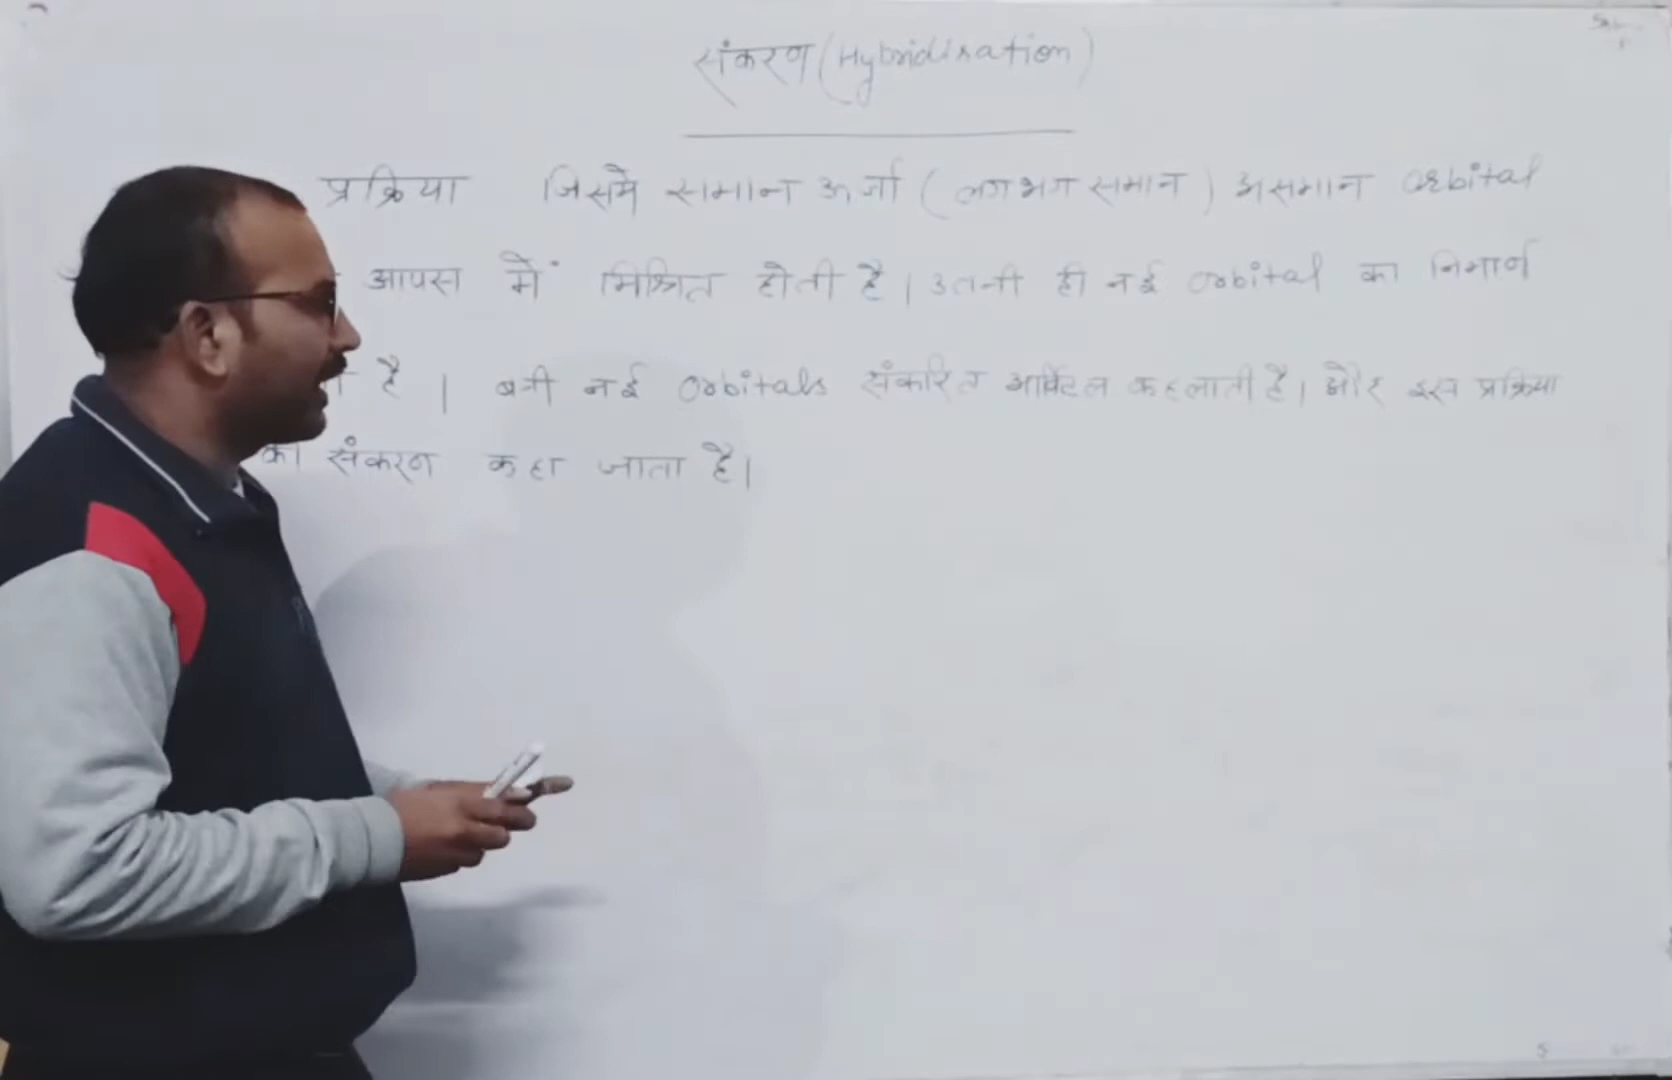 संकरण (Hybridisation)
प्रक्रिया जिसमे समान ऊर्जा (लगभग समान) असमान orbital
आपस में मिश्रित होती है। उतनी ही नई orbital का निमार्ण
है। बनी नई orbitals संकरित आर्बिटल कहलाती है। और इस प्रक्रिया
को संकरण कहा जाता है।